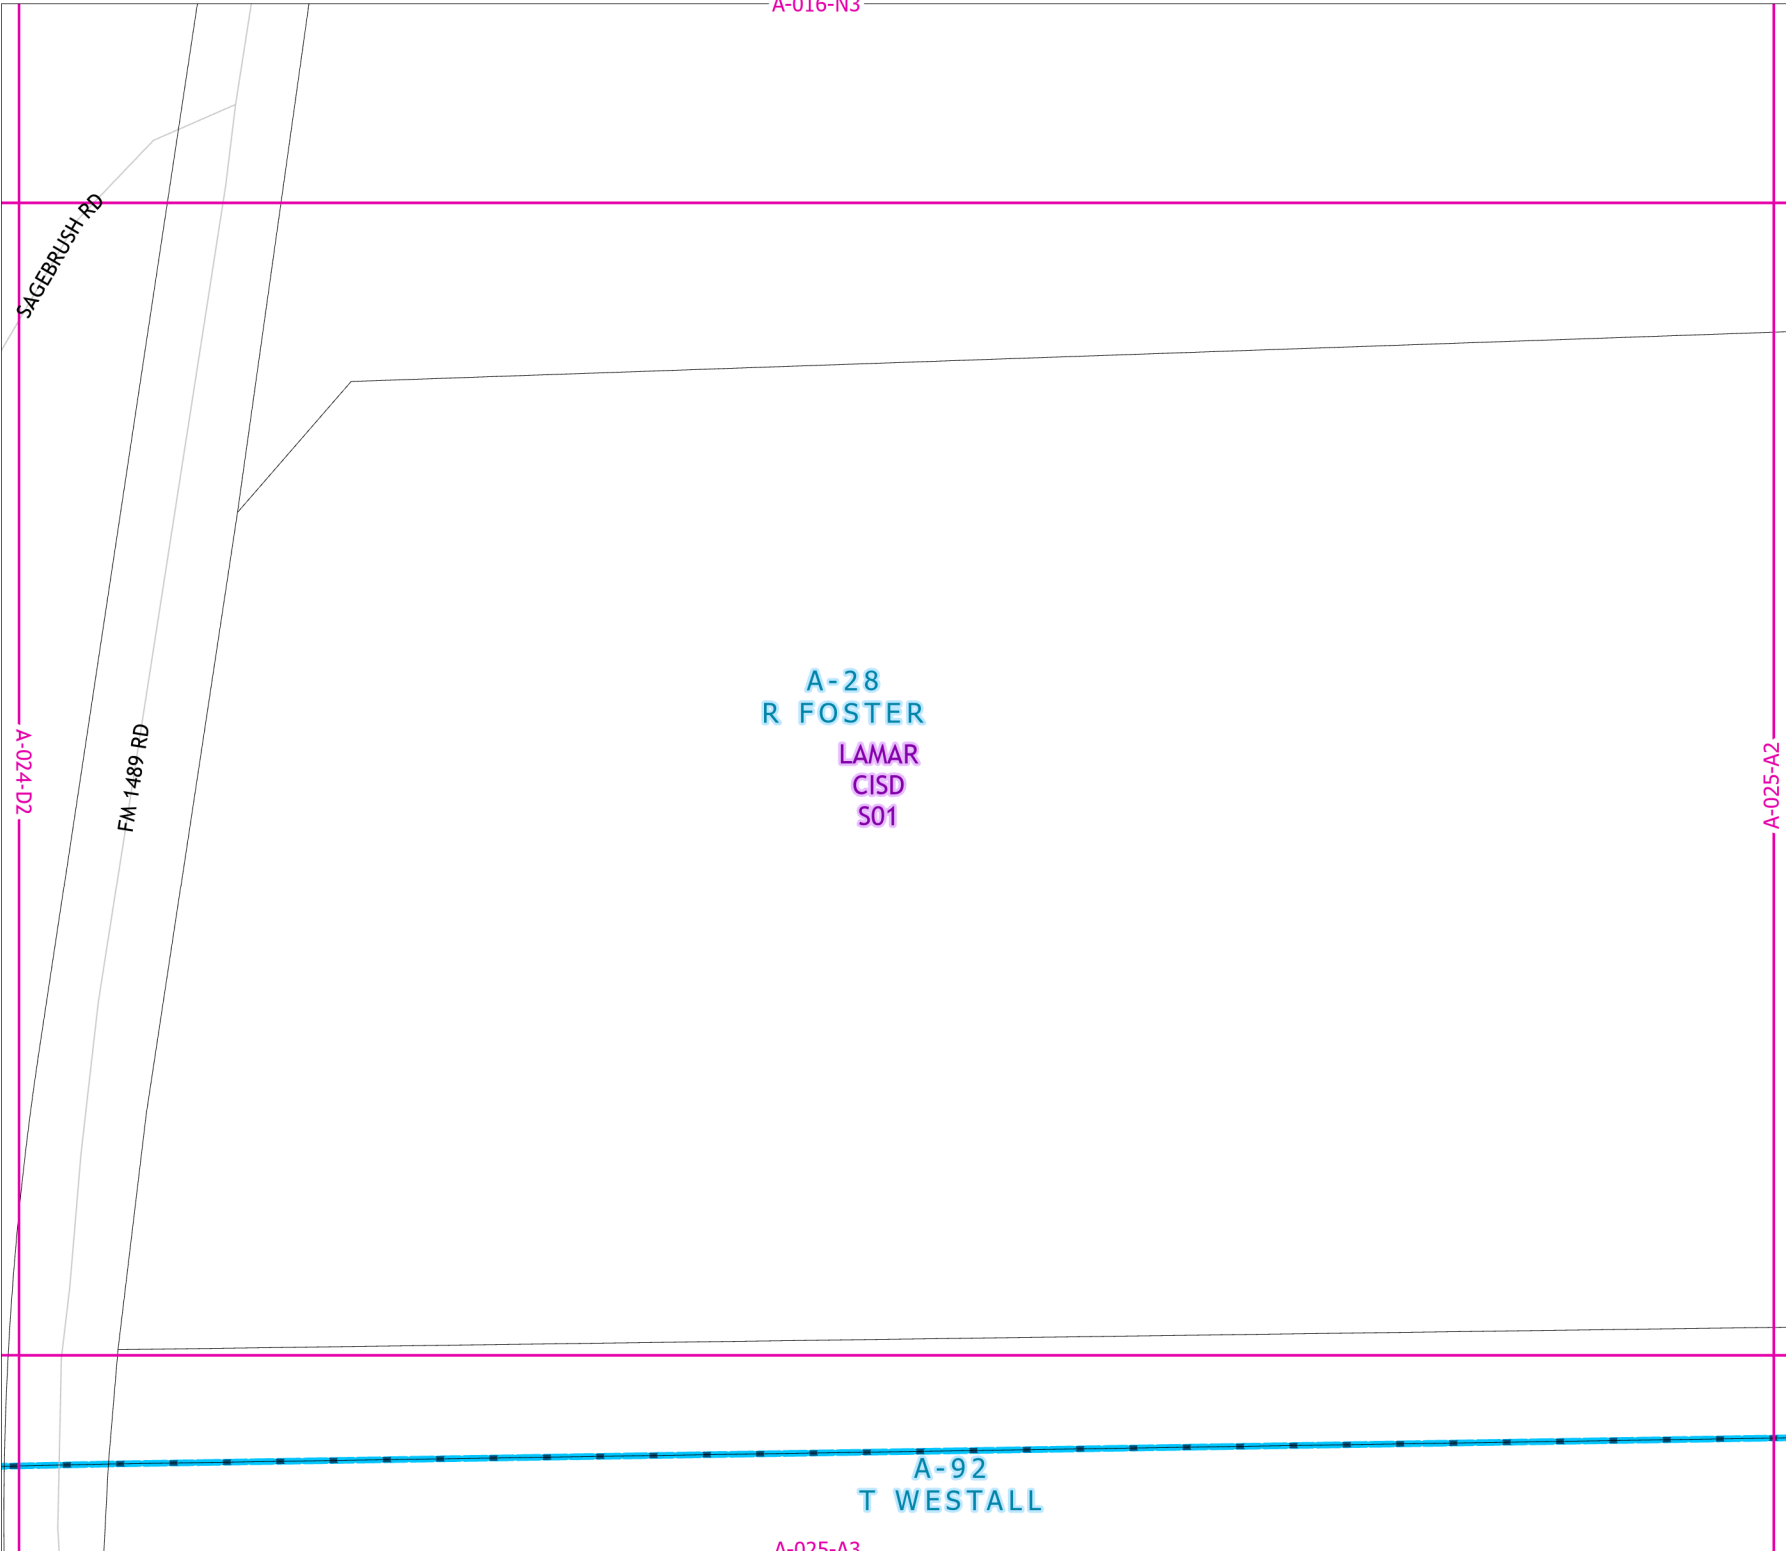 A-016-N3
SAGEBRUSH RD
A-28
R FOSTER
LAMAR
CISD
S01
A-024-D2
FM 1489 RD
A-025-A2
A-92
T WESTALL
A-025-A3